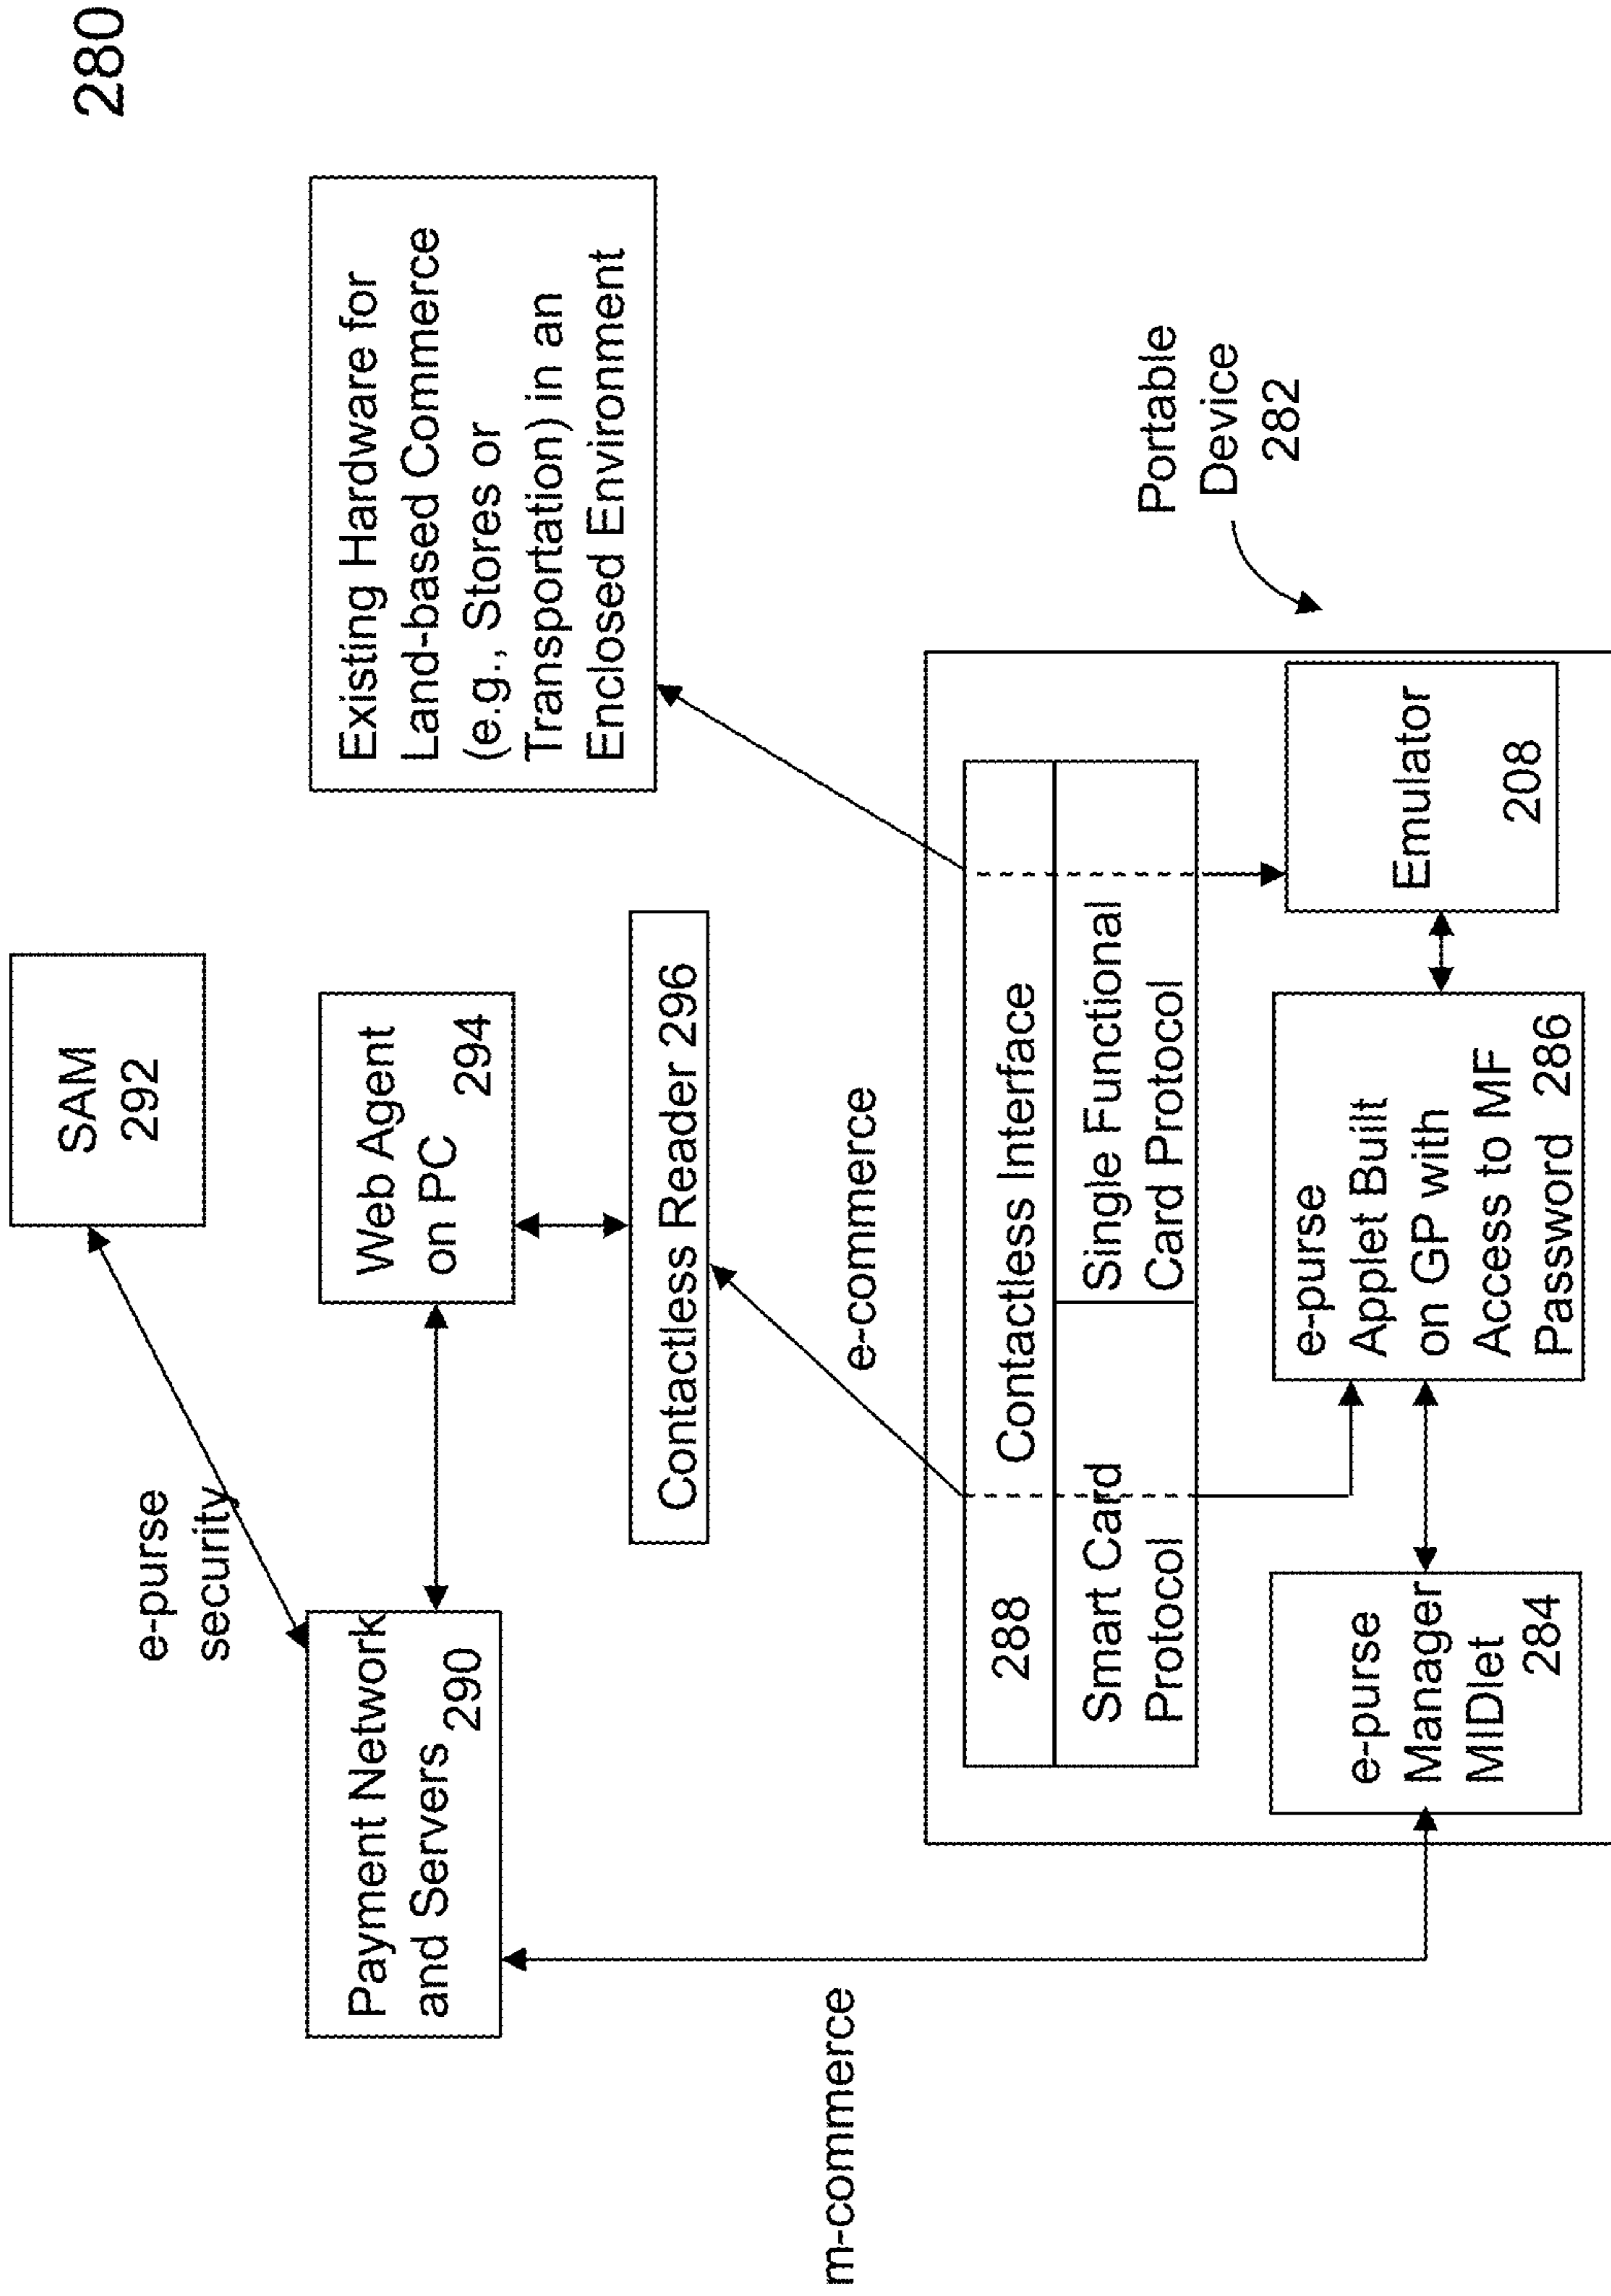 280
SAM
292
e-purse
security
Payment Network
and Servers
290
Web Agent
on PC
294
Existing Hardware for
Land-based Commerce
(e.g., Stores or
Transportation) in an
Enclosed Environment
Contactless Reader 296
m-commerce
e-commerce
Portable
Device
282
288
Contactless Interface
Smart Card
Protocol
Single Functional
Card Protocol
e-purse
Manager
MIDlet
284
e-purse
Applet Built
on GP with
Access to MF
Password 286
Emulator
208